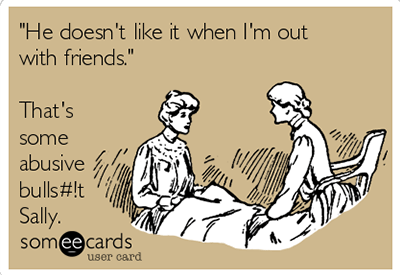 "He doesn't like it when I'm out
with friends."
That's
some
abusive
bulls#!t
Sally.
someecards
user card